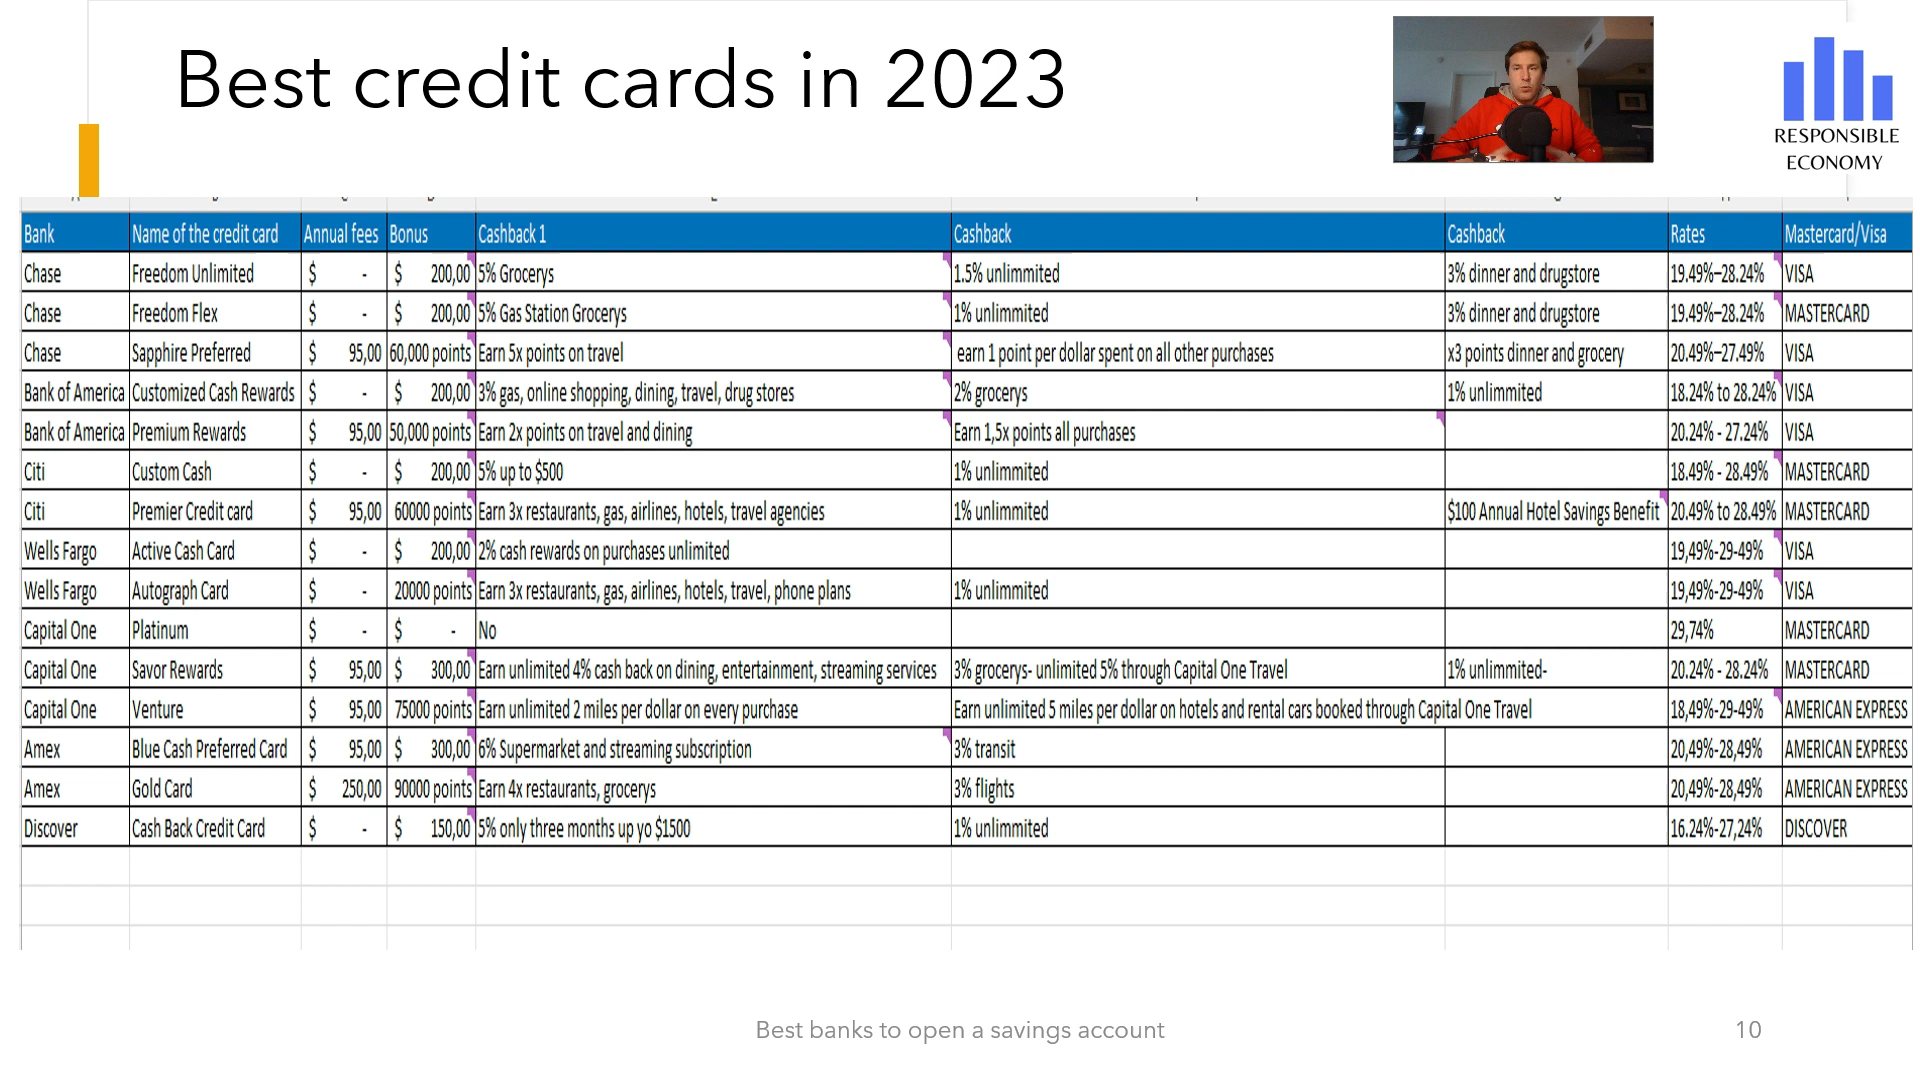 Best credit cards in 2023
RESPONSIBLE
ECONOMY
Bank Name of the credit card Annual fees Bonus Cashback 1 Cashback Cashback Rates Mastercard/Visa
Chase Freedom Unlimited $ - $ 200,00 5% Grocerys 1.5% unlimmited 3% dinner and drugstore 19.49%–28.24% VISA
Chase Freedom Flex $ - $ 200,00 5% Gas Station Grocerys 1% unlimmited 3% dinner and drugstore 19.49%–28.24% MASTERCARD
Chase Sapphire Preferred $ 95,00 60,000 points Earn 5x points on travel earn 1 point per dollar spent on all other purchases x3 points dinner and grocery 20.49%–27.49% VISA
Bank of America Customized Cash Rewards $ - $ 200,00 3% gas, online shopping, dining, travel, drug stores 2% grocerys 1% unlimmited 18.24% to 28.24% VISA
Bank of America Premium Rewards $ 95,00 50,000 points Earn 2x points on travel and dining Earn 1,5x points all purchases 20.24% - 27.24% VISA
Citi Custom Cash $ - $ 200,00 5% up to $500 1% unlimmited 18.49% - 28.49% MASTERCARD
Citi Premier Credit card $ 95,00 60000 points Earn 3x restaurants, gas, airlines, hotels, travel agencies 1% unlimmited $100 Annual Hotel Savings Benefit 20.49% to 28.49% MASTERCARD
Wells Fargo Active Cash Card $ - $ 200,00 2% cash rewards on purchases unlimited 19,49%-29-49% VISA
Wells Fargo Autograph Card $ - 20000 points Earn 3x restaurants, gas, airlines, hotels, travel, phone plans 1% unlimmited 19,49%-29-49% VISA
Capital One Platinum $ - $ - No 29,74% MASTERCARD
Capital One Savor Rewards $ 95,00 $ 300,00 Earn unlimited 4% cash back on dining, entertainment, streaming services 3% grocerys- unlimited 5% through Capital One Travel 1% unlimmited- 20.24% - 28.24% MASTERCARD
Capital One Venture $ 95,00 75000 points Earn unlimited 2 miles per dollar on every purchase Earn unlimited 5 miles per dollar on hotels and rental cars booked through Capital One Travel 18,49%-29-49% AMERICAN EXPRESS
Amex Blue Cash Preferred Card $ 95,00 $ 300,00 6% Supermarket and streaming subscription 3% transit 20,49%-28,49% AMERICAN EXPRESS
Amex Gold Card $ 250,00 90000 points Earn 4x restaurants, grocerys 3% flights 20,49%-28,49% AMERICAN EXPRESS
Discover Cash Back Credit Card $ - $ 150,00 5% only three months up yo $1500 1% unlimmited 16.24%-27,24% DISCOVER
Best banks to open a savings account
10